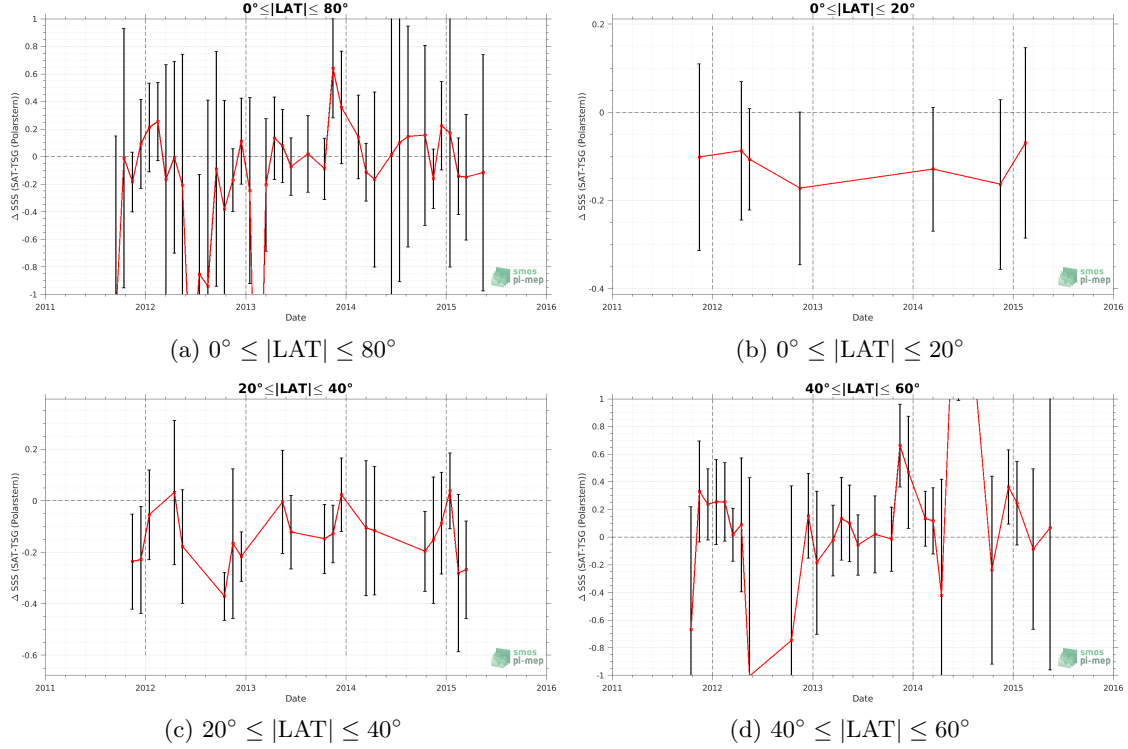 0°≤|LAT|≤ 80°
Δ SSS (SAT-TSG (Polarstern))
1
0.8
0.6
0.4
0.2
0
-0.2
-0.4
-0.6
-0.8
-1
2011 2012 2013 2014 2015 2016
Date
smos
pi-mep
(a) 0° ≤ |LAT| ≤ 80°
0°≤|LAT|≤ 20°
Δ SSS (SAT-TSG (Polarstern))
0.2
0
-0.2
-0.4
2011 2012 2013 2014 2015 2016
Date
smos
pi-mep
(b) 0° ≤ |LAT| ≤ 20°
20°≤|LAT|≤ 40°
Δ SSS (SAT-TSG (Polarstern))
0.2
0
-0.2
-0.4
-0.6
2011 2012 2013 2014 2015 2016
Date
smos
pi-mep
(c) 20° ≤ |LAT| ≤ 40°
40°≤|LAT|≤ 60°
Δ SSS (SAT-TSG (Polarstern))
1
0.8
0.6
0.4
0.2
0
-0.2
-0.4
-0.6
-0.8
-1
2011 2012 2013 2014 2015 2016
Date
smos
pi-mep
(d) 40° ≤ |LAT| ≤ 60°